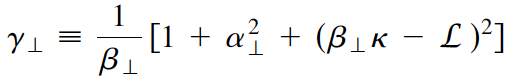 γ⊥ ≡ 1/β⊥ [1 + α⊥² + (β⊥κ − ℒ)²]